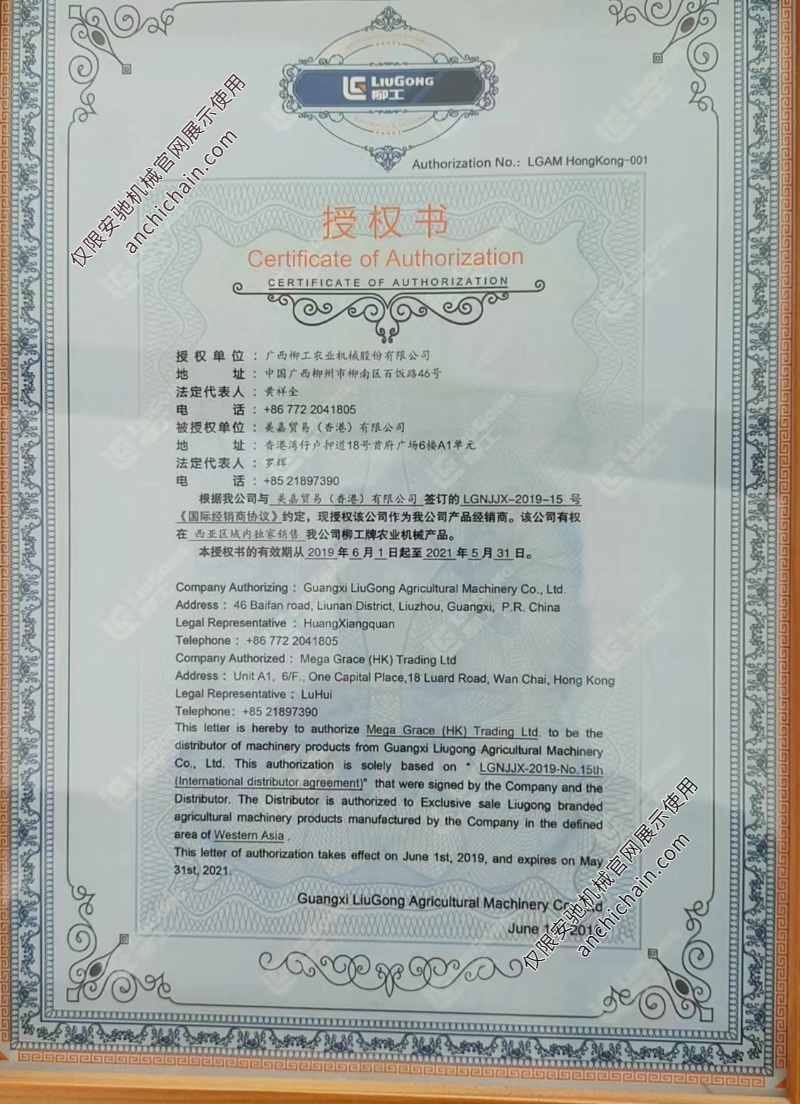 LIUGONG
柳工
Authorization No.: LGAM HongKong-001
仅限安驰机械官网展示使用
anchichain.com
授权书
Certificate of Authorization
CERTIFICATE OF AUTHORIZATION
授权单位：广西柳工农业机械股份有限公司
地 址：中国广西柳州市柳南区百饭路46号
法定代表人：黄祥全
电 话：+86 772 2041805
被授权单位：美嘉贸易（香港）有限公司
地 址：香港湾仔卢押道18号首府广场6楼A1单元
法定代表人：罗辉
电 话：+85 21897390
根据我公司与 美嘉贸易（香港）有限公司 签订的 LGNJJX-2019-15 号
《国际经销商协议》约定，现授权该公司作为我公司产品经销商。该公司有权
在 西亚区域内独家销售 我公司柳工牌农业机械产品。
本授权书的有效期从 2019 年 6 月 1 日起至 2021 年 5 月 31 日。
Company Authorizing : Guangxi LiuGong Agricultural Machinery Co., Ltd.
Address : 46 Baifan road, Liunan District, Liuzhou, Guangxi, P.R. China
Legal Representative : HuangXiangquan
Telephone : +86 772 2041805
Company Authorized : Mega Grace (HK) Trading Ltd
Address : Unit A1, 6/F., One Capital Place,18 Luard Road, Wan Chai, Hong Kong
Legal Representative : LuHui
Telephone: +85 21897390
This letter is hereby to authorize Mega Grace (HK) Trading Ltd. to be the
distributor of machinery products from Guangxi Liugong Agricultural Machinery
Co., Ltd. This authorization is solely based on " LGNJJX-2019-No.15th
(International distributor agreement)" that were signed by the Company and the
Distributor. The Distributor is authorized to Exclusive sale Liugong branded
agricultural machinery products manufactured by the Company in the defined
area of Western Asia .
This letter of authorization takes effect on June 1st, 2019, and expires on May
31st, 2021.
Guangxi LiuGong Agricultural Machinery Co., Ltd.
June
仅限安驰机械官网展示使用
anchichain.com